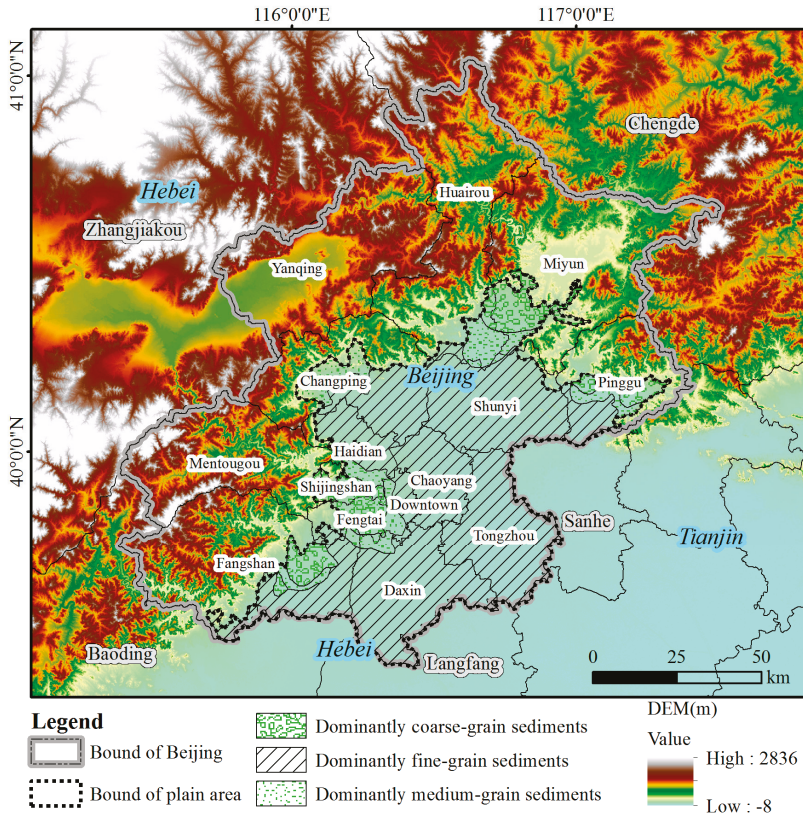 116°0'0"E 117°0'0"E
41°0'0"N
40°0'0"N
Chengde
Hebei
Huairou
Zhangjiakou
Yanqing
Miyun
Changping
Beijing
Pinggu
Shunyi
Haidian
Mentougou
Chaoyang
Shijingshan
Downtown
Fengtai
Sanhe
Tongzhou
Tianjin
Fangshan
Daxin
Baoding
Hébei
Langfang
0 25 50
km
Legend
Bound of Beijing
Bound of plain area
Dominantly coarse-grain sediments
Dominantly fine-grain sediments
Dominantly medium-grain sediments
DEM(m)
Value
High : 2836
Low : -8